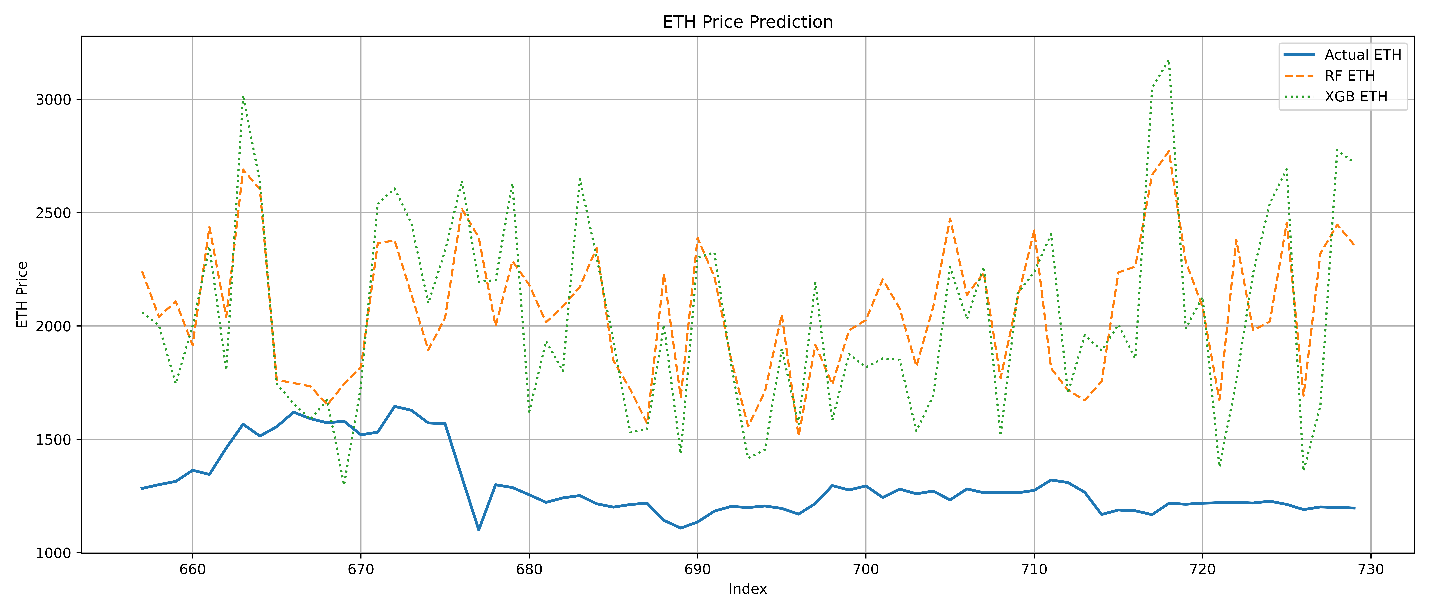 ETH Price Prediction
Actual ETH
RF ETH
XGB ETH
ETH Price
3000
2500
2000
1500
1000
660 670 680 690 700 710 720 730
Index